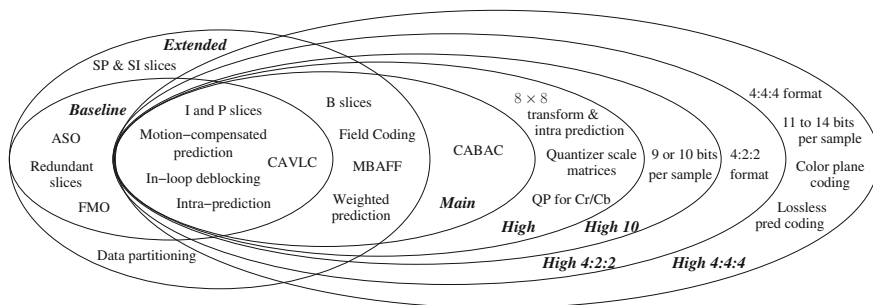 Extended
SP & SI slices
Baseline
ASO
Redundant
slices
FMO
Data partitioning
I and P slices
Motion−compensated
prediction
CAVLC
In−loop deblocking
Intra−prediction
B slices
Field Coding
MBAFF
Weighted
prediction
CABAC
Main
8 × 8
transform &
intra prediction
Quantizer scale
matrices
QP for Cr/Cb
High
9 or 10 bits
per sample
High 10
4:2:2
format
High 4:2:2
4:4:4 format
11 to 14 bits
per sample
Color plane
coding
Lossless
pred coding
High 4:4:4